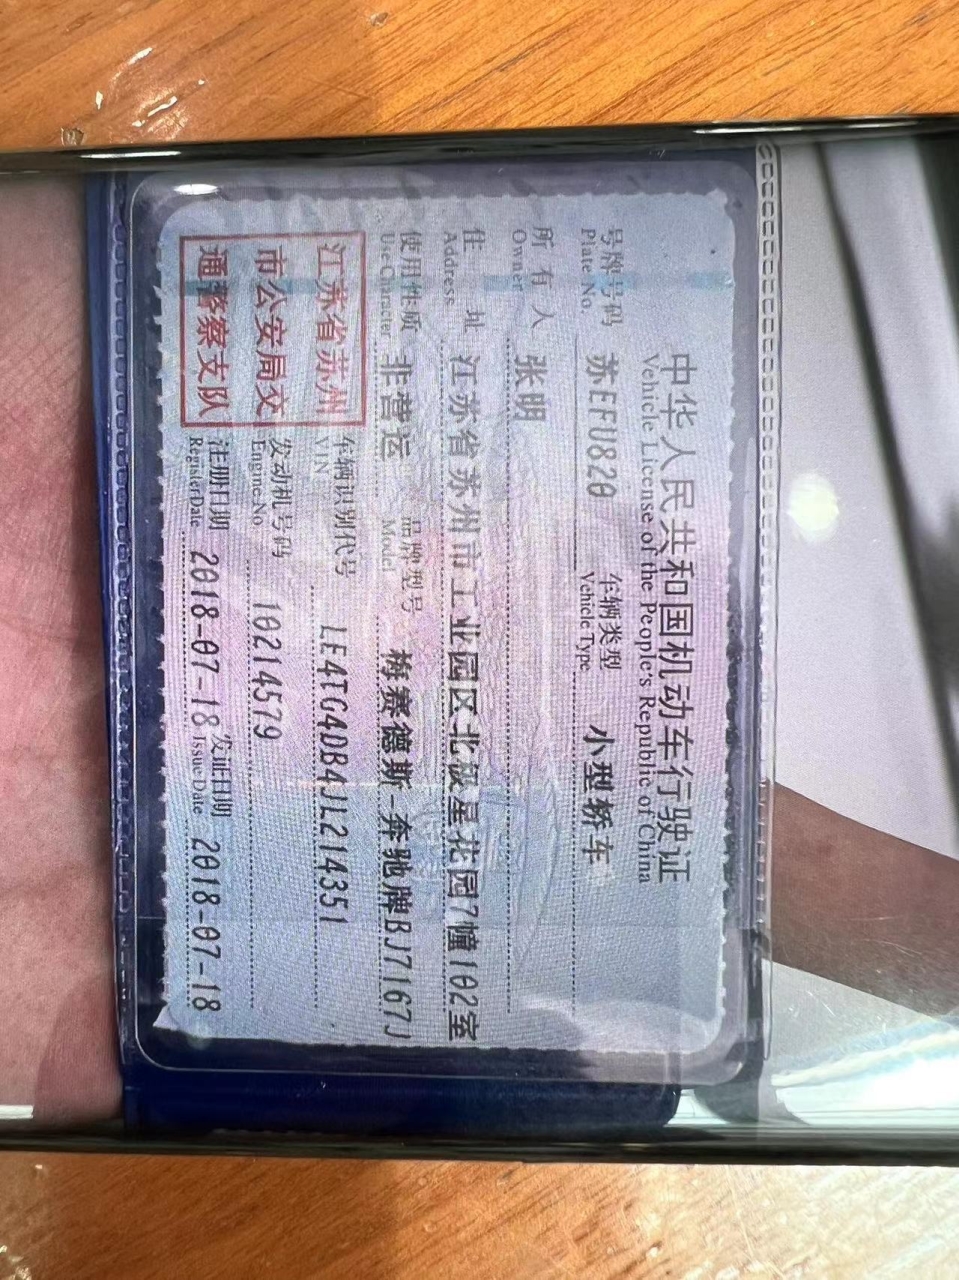 中华人民共和国机动车行驶证
Vehicle License of the People's Republic of China
号牌号码 苏EFU820 车辆类型 小型轿车
Plate No. Vehicle Type
所有人 张明
Owner
住址 江苏省苏州市工业园区北极星花园7幢102室
Address
使用性质 非营运 品牌型号 梅赛德斯-奔驰牌BJ7167J
Use Character Model
江苏省苏州
市公安局交
通警察支队
车辆识别代号 LE4TG4DB4JL214351
VIN
发动机号码 10214579
Engine No
注册日期 2018-07-18 发证日期 2018-07-18
Register Date Issue Date